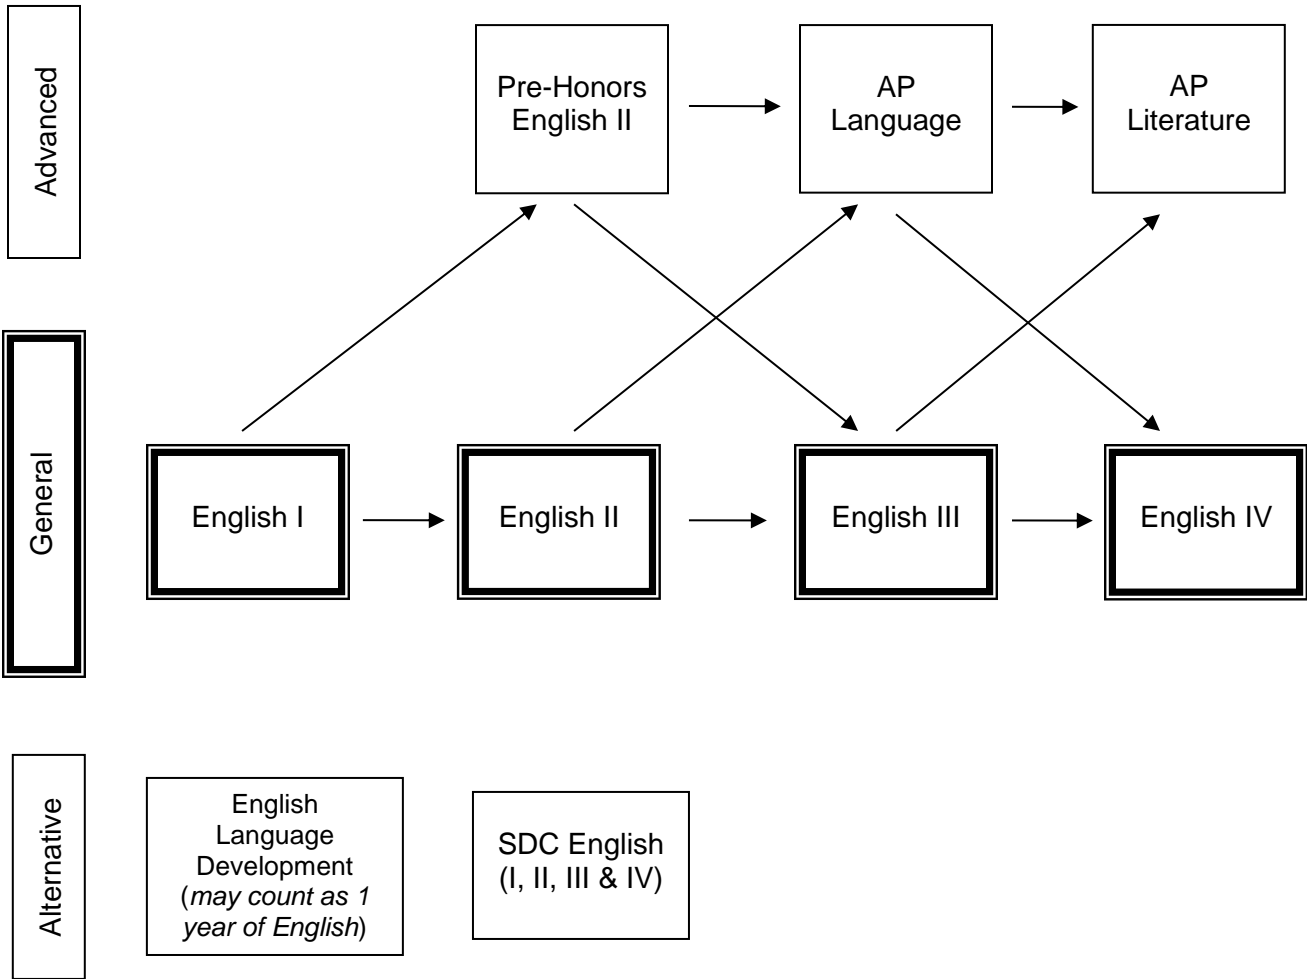 Advanced
Pre-Honors
English II
AP
Language
AP
Literature
General
English I
English II
English III
English IV
Alternative
English
Language
Development
(may count as 1
year of English)
SDC English
(I, II, III & IV)